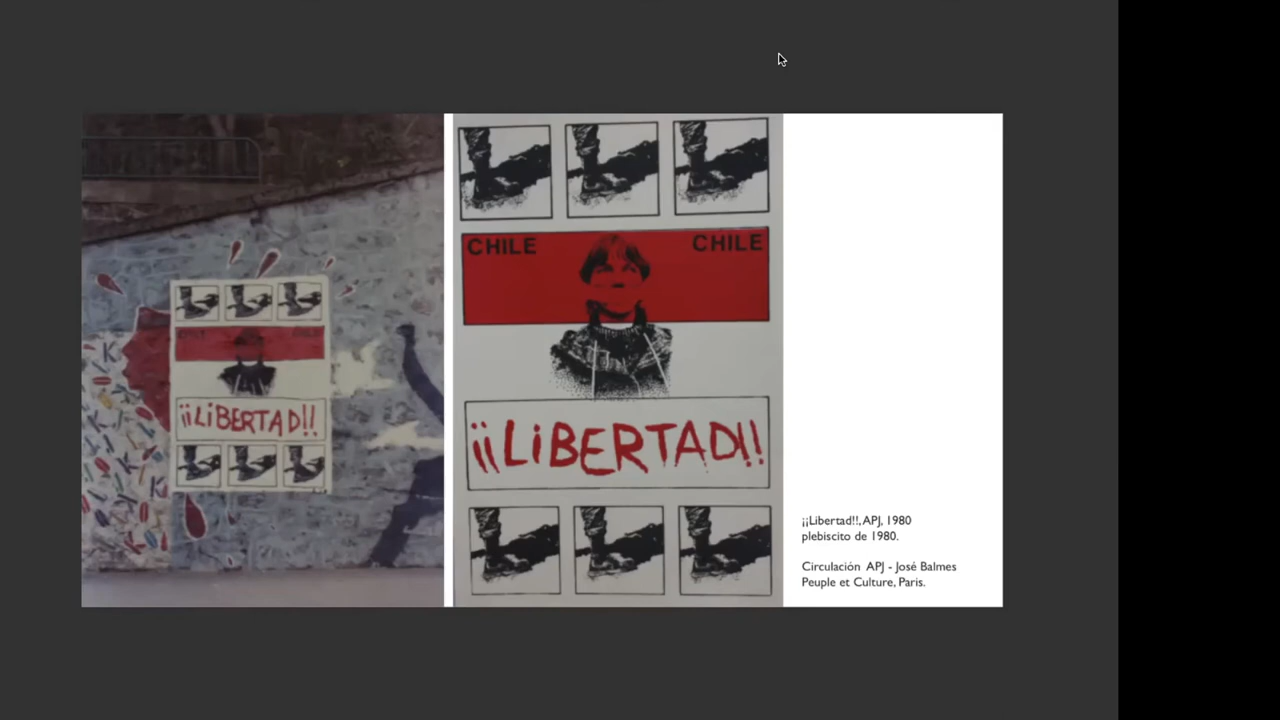 ¡¡LiBERTAD!!
CHILE CHILE
¡¡LiBERTAD!!
¡¡Libertad!!, APJ, 1980
plebiscito de 1980.
Circulación APJ - José Balmes
Peuple et Culture, Paris.